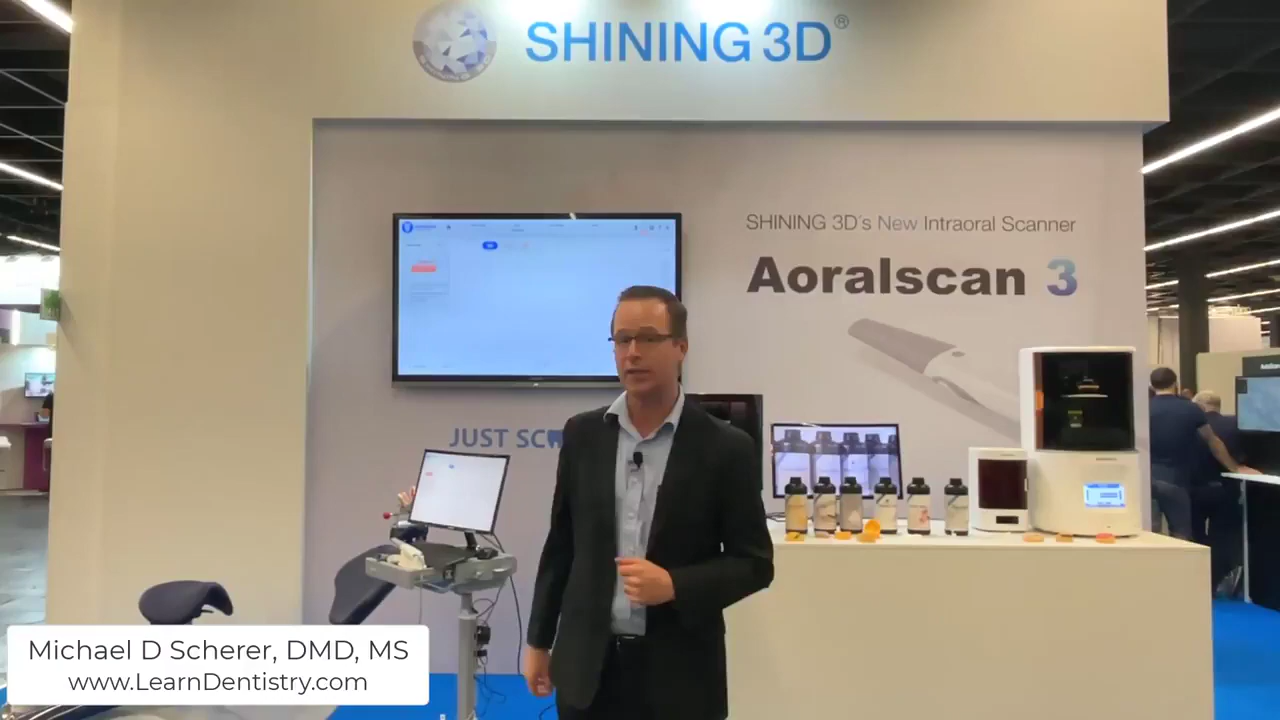 SHINING 3D®
SHINING 3D's New Intraoral Scanner
Aoralscan 3
JUST SC
Michael D Scherer, DMD, MS
www.LearnDentistry.com